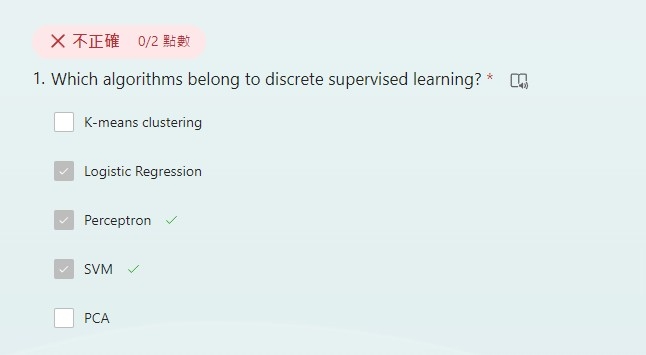 不正確 0/2 點數
1. Which algorithms belong to discrete supervised learning? *
K-means clustering
Logistic Regression
Perceptron
SVM
PCA